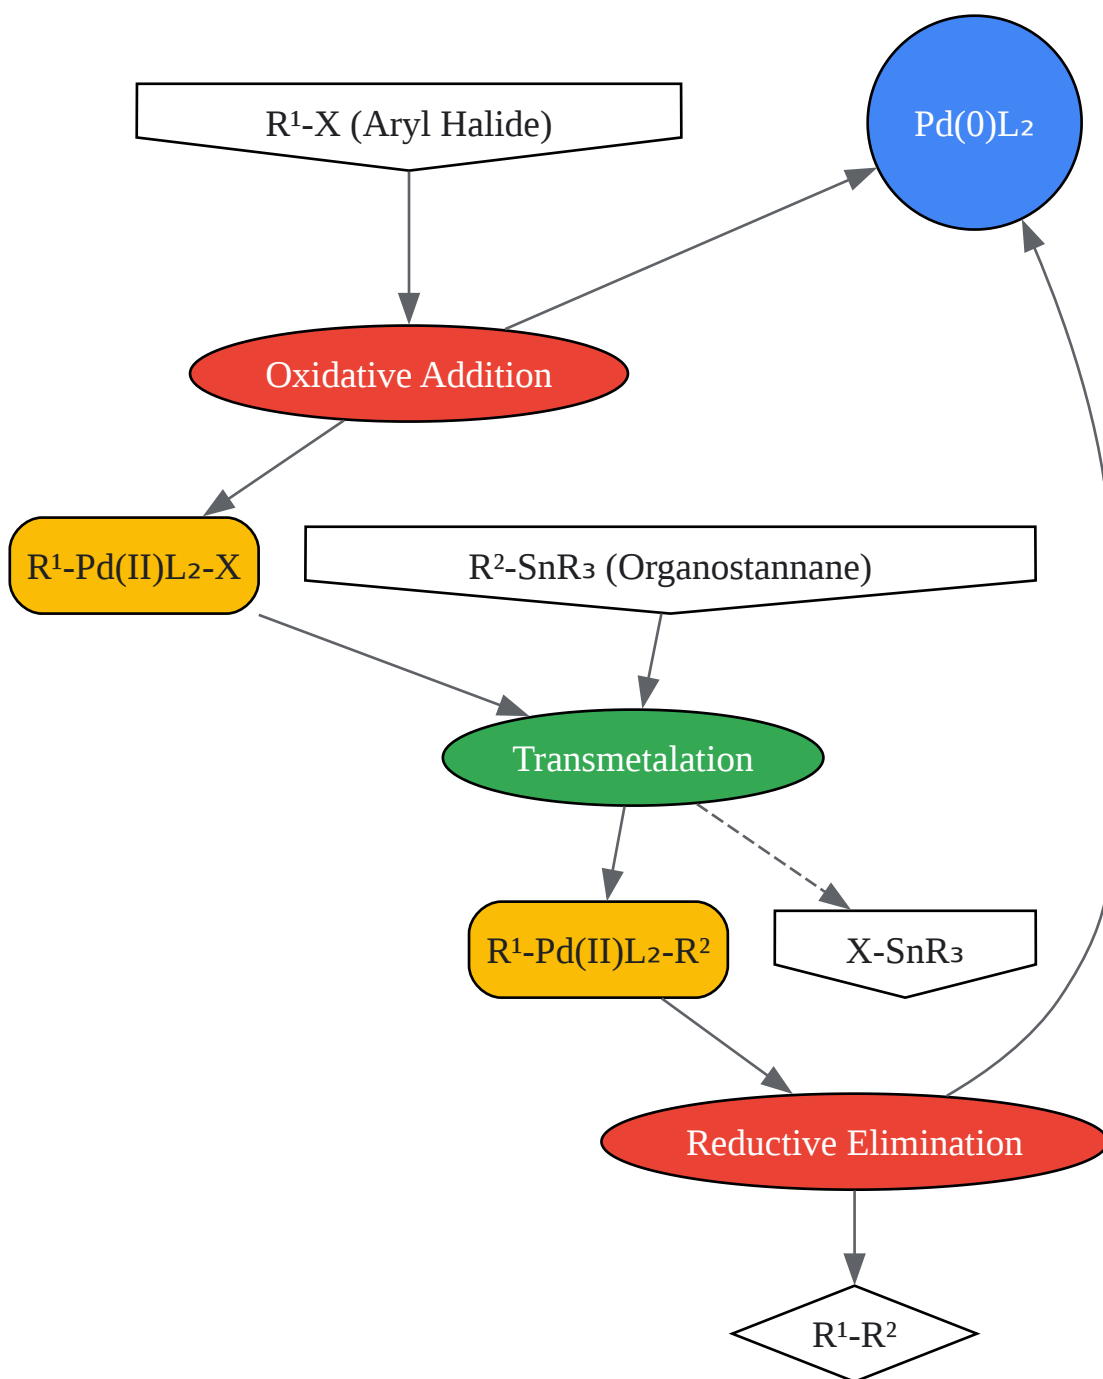 R¹-X (Aryl Halide)
Pd(0)L₂
Oxidative Addition
R¹-Pd(II)L₂-X
R²-SnR₃ (Organostannane)
Transmetalation
R¹-Pd(II)L₂-R²
X-SnR₃
Reductive Elimination
R¹-R²